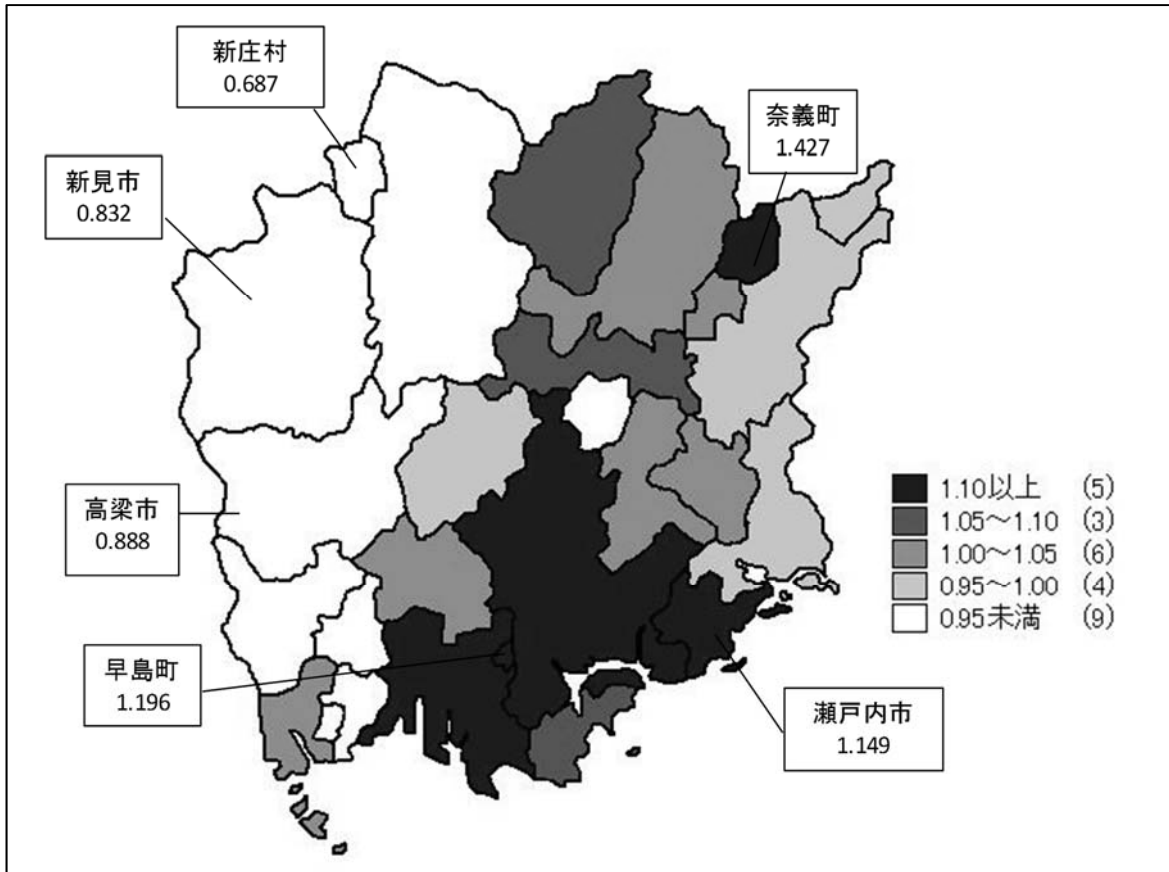 新庄村
0.687
奈義町
1.427
新見市
0.832
高梁市
0.888
早島町
1.196
瀬戸内市
1.149
1.10以上 (5)
1.05～1.10 (3)
1.00～1.05 (6)
0.95～1.00 (4)
0.95未満 (9)